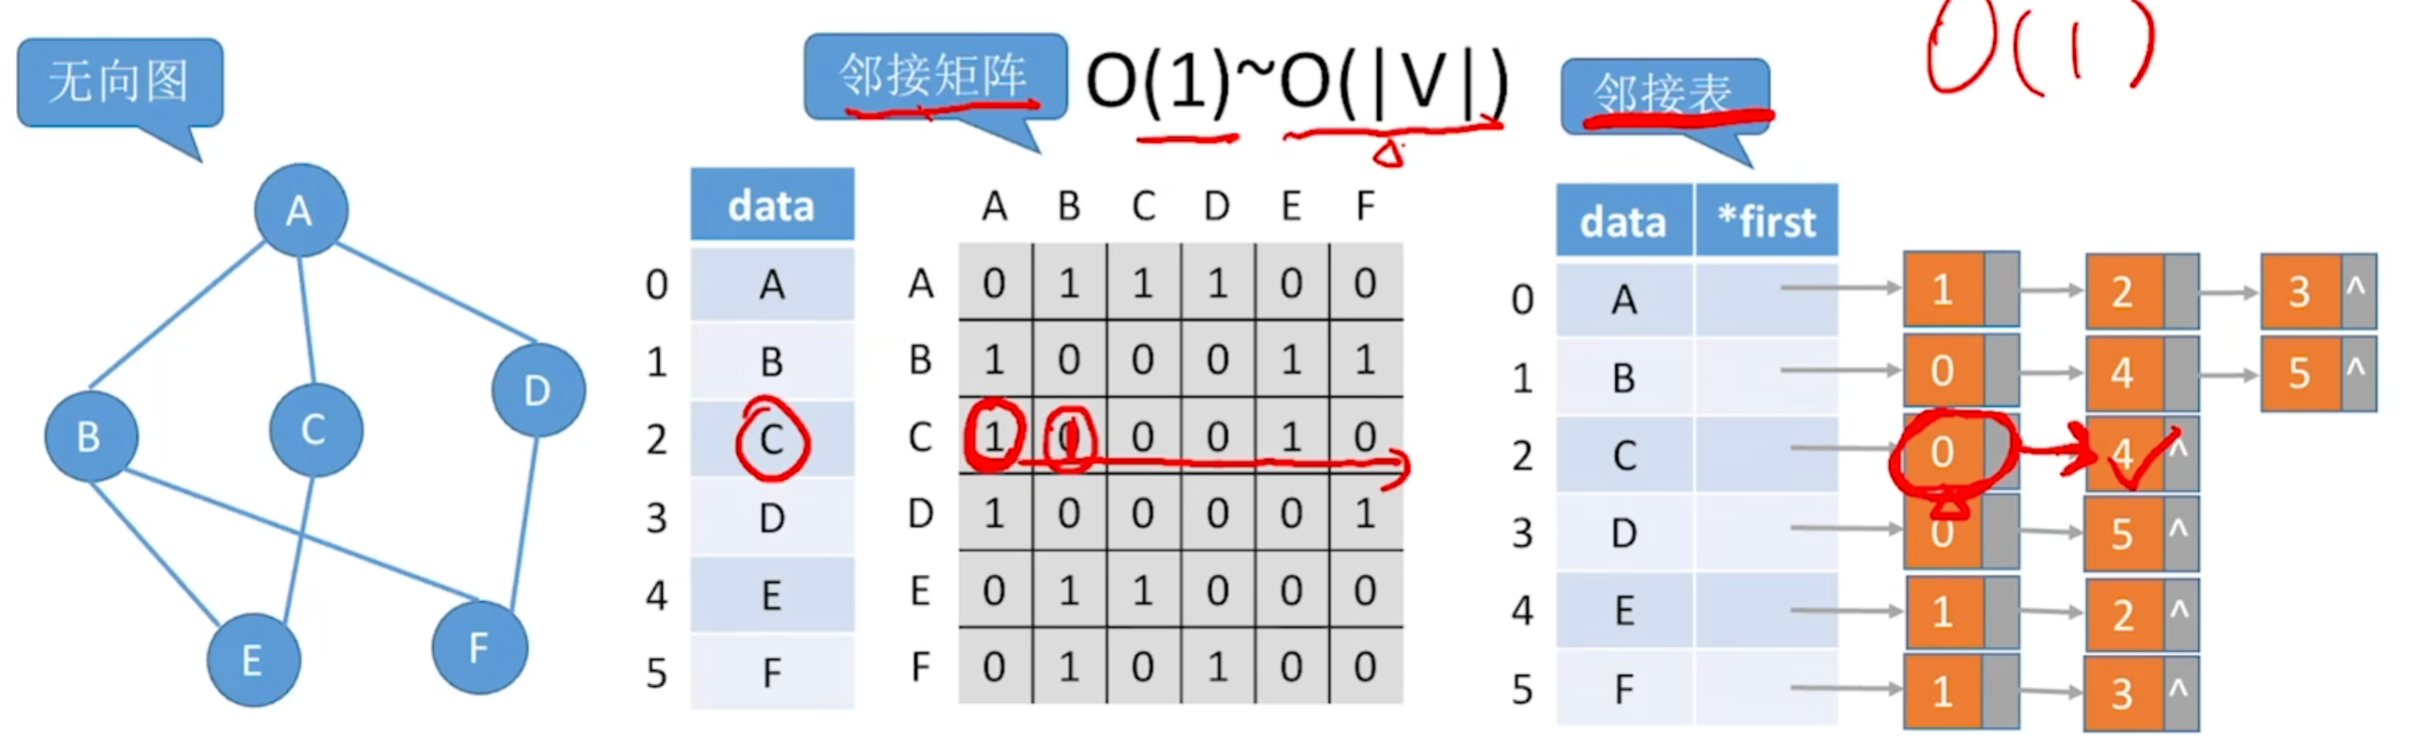 无向图
A
B
C
D
E
F
邻接矩阵
O(1)~O(|V|)
data
0 A
1 B
2 C
3 D
4 E
5 F
A B C D E F
A 0 1 1 1 0 0
B 1 0 0 0 1 1
C 1 0 0 0 1 0
D 1 0 0 0 0 1
E 0 1 1 0 0 0
F 0 1 0 1 0 0
邻接表
O(1)
data *first
0 A 1 2 3 ^
1 B 0 4 5 ^
2 C 0 4 ^
3 D 0 5 ^
4 E 1 2 ^
5 F 1 3 ^